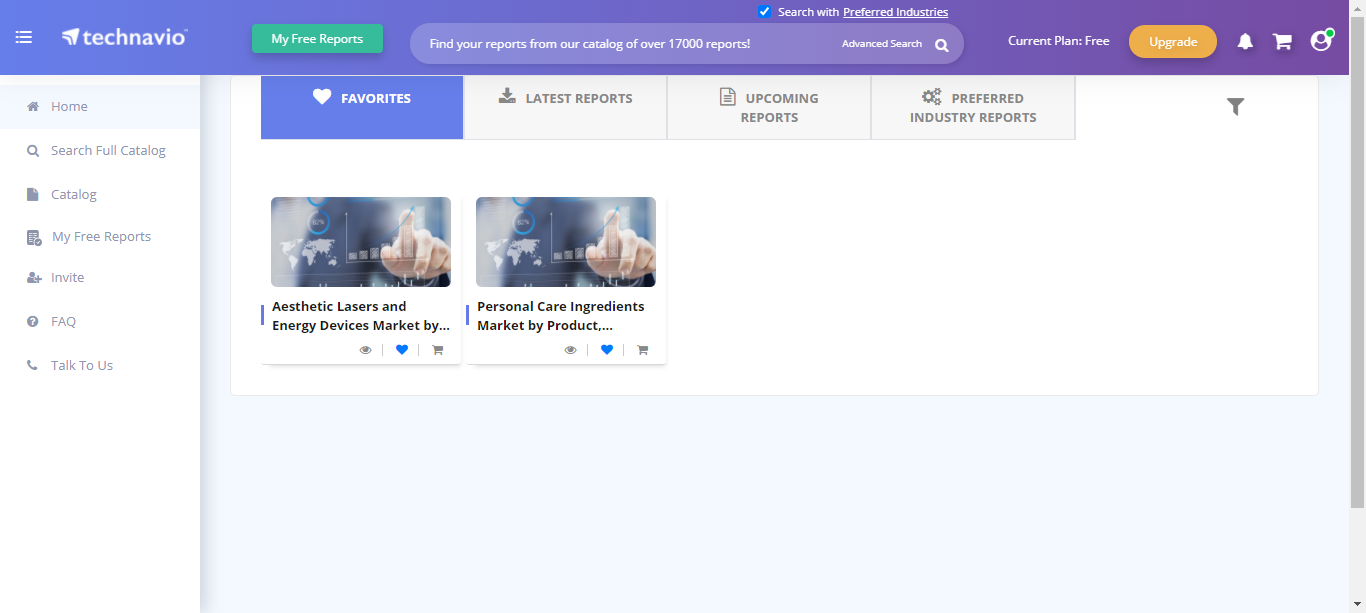 Search with Preferred Industries
technavio
My Free Reports
Find your reports from our catalog of over 17000 reports!
Advanced Search
Current Plan: Free
Upgrade
Home
Search Full Catalog
Catalog
My Free Reports
Invite
FAQ
Talk To Us
FAVORITES
LATEST REPORTS
UPCOMING
REPORTS
PREFERRED
INDUSTRY REPORTS
62%
62%
Aesthetic Lasers and
Energy Devices Market by...
Personal Care Ingredients
Market by Product,...